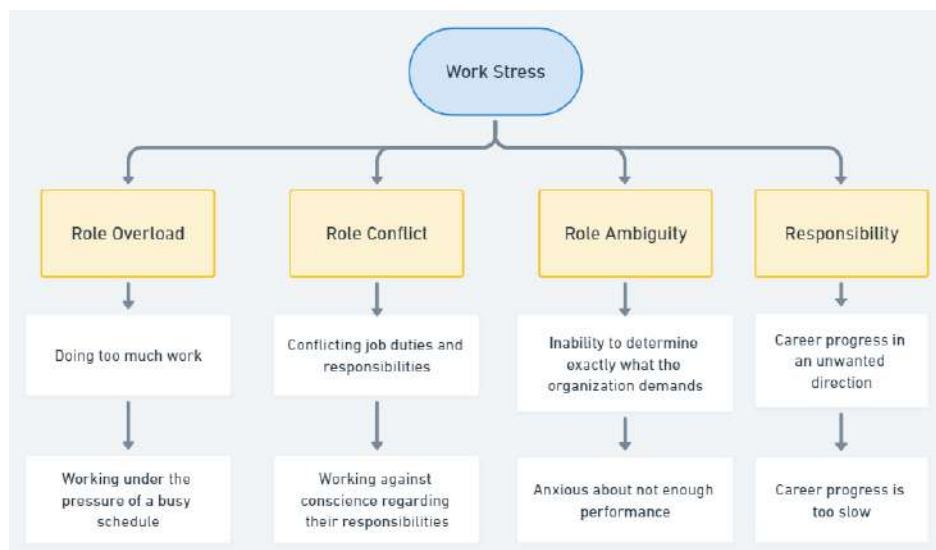 Work Stress
Role Overload
Role Conflict
Role Ambiguity
Responsibility
Doing too much work
Conflicting job duties and
responsibilities
Inability to determine
exactly what the
organization demands
Career progress in
an unwanted
direction
Working under the
pressure of a busy
schedule
Working against
conscience regarding
their responsibilities
Anxious about not enough
performance
Career progress is
too slow